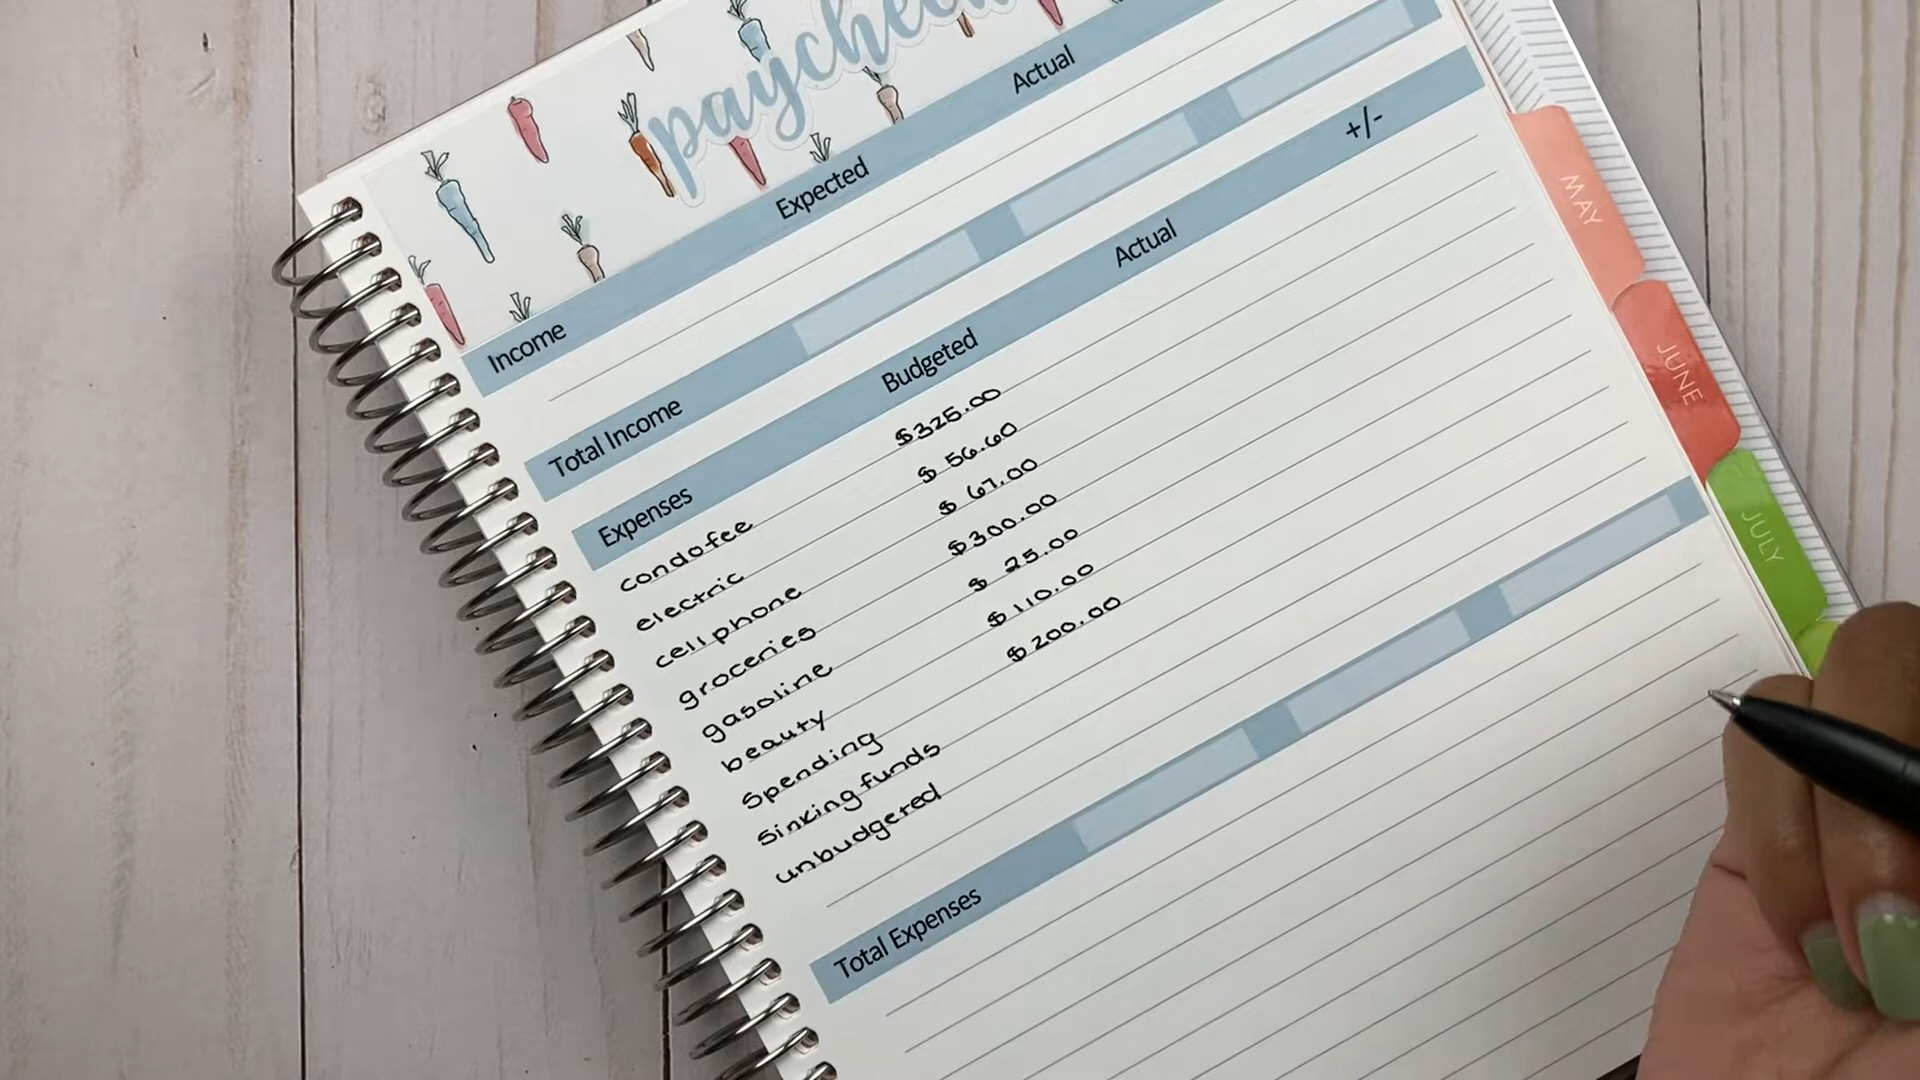 paycheck
Income Expected Actual
Total Income
Expenses Budgeted Actual +/-
condo fee $325.00
electric $56.60
cell phone $67.00
groceries $300.00
gasoline $25.00
beauty $110.00
Spending $200.00
Sinking funds
unbudgeted
Total Expenses
MAY
JUNE
JULY